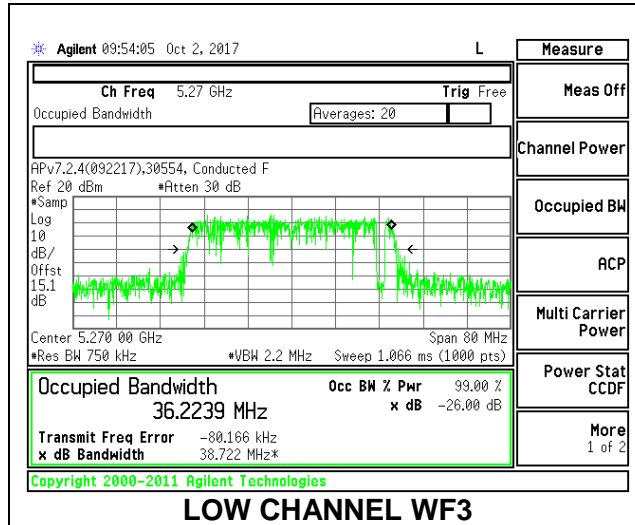 Agilent 09:54:05 Oct 2, 2017 L
Measure
Ch Freq 5.27 GHz Trig Free
Occupied Bandwidth Averages: 20
APv7.2.4(092217),30554, Conducted F
Ref 20 dBm #Atten 30 dB
#Samp
Log
10
dB/
Offst
15.1
dB
Center 5.270 00 GHz Span 80 MHz
#Res BW 750 kHz #VBW 2.2 MHz Sweep 1.066 ms (1000 pts)
Occupied Bandwidth Occ BW % Pwr 99.00 %
36.2239 MHz x dB -26.00 dB
Transmit Freq Error -80.166 kHz
x dB Bandwidth 38.722 MHz*
Copyright 2000-2011 Agilent Technologies
Meas Off
Channel Power
Occupied BW
ACP
Multi Carrier
Power
Power Stat
CCDF
More
1 of 2
LOW CHANNEL WF3